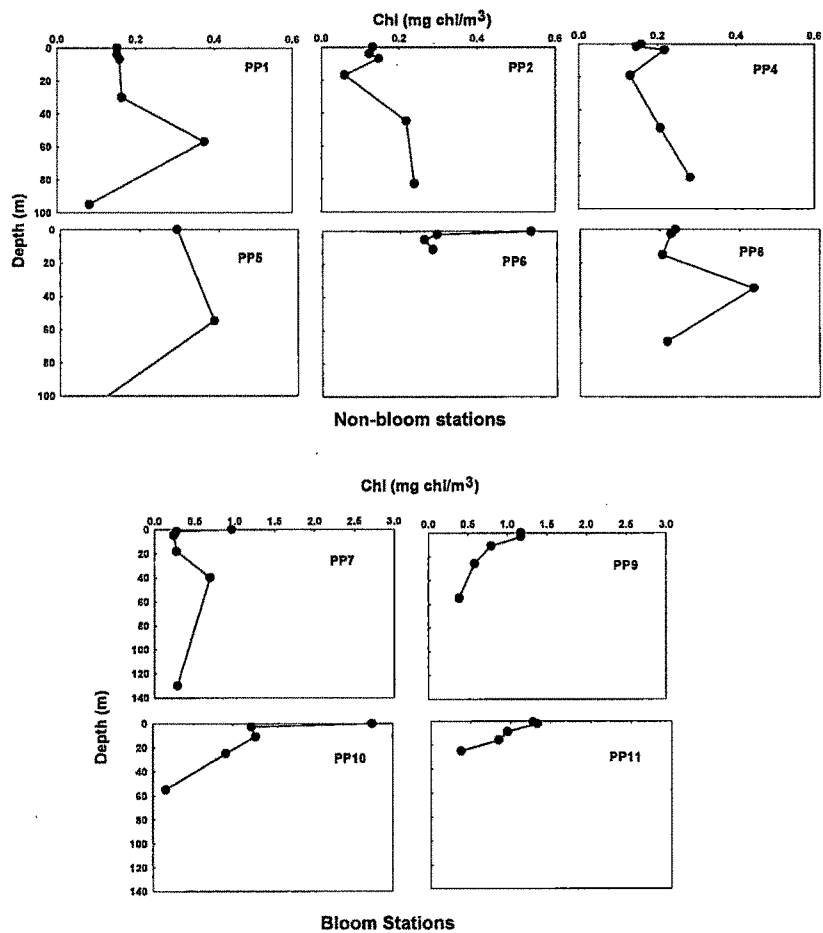 Chl (mg chl/m³)
0.0 0.2 0.4 0.6 0.0 0.2 0.4 0.6 0.0 0.2 0.4 0.6
0
20
40
60
80
100
PP1
PP2
PP4
Depth (m)
0
20
40
60
80
100
PP5
PP6
PP8
Non-bloom stations
Chl (mg chl/m³)
0.0 0.5 1.0 1.5 2.0 2.5 3.0 0.0 0.5 1.0 1.5 2.0 2.5 3.0
0
20
40
60
80
100
120
140
PP7
PP9
Depth (m)
0
20
40
60
80
100
120
140
PP10
PP11
Bloom Stations